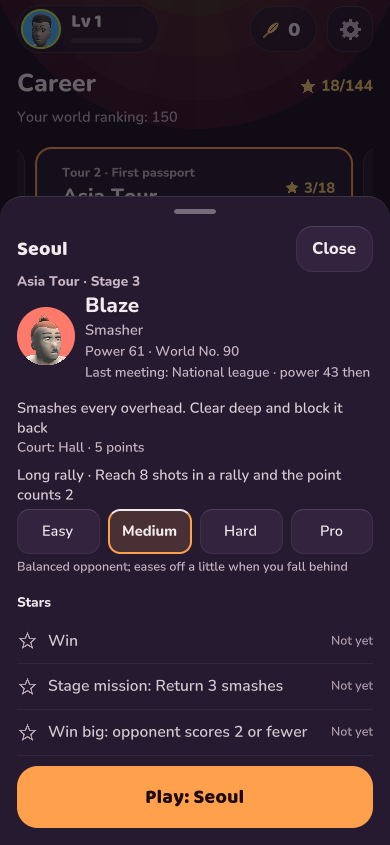 Lv 1
0
Career
18/144
Your world ranking: 150
Tour 2 · First passport
Asia Tour
3/18
Seoul
Close
Asia Tour · Stage 3
Blaze
Smasher
Power 61 · World No. 90
Last meeting: National league · power 43 then
Smashes every overhead. Clear deep and block it
back
Court: Hall · 5 points
Long rally · Reach 8 shots in a rally and the point
counts 2
Easy
Medium
Hard
Pro
Balanced opponent; eases off a little when you fall behind
Stars
Win
Not yet
Stage mission: Return 3 smashes
Not yet
Win big: opponent scores 2 or fewer
Not yet
Play: Seoul